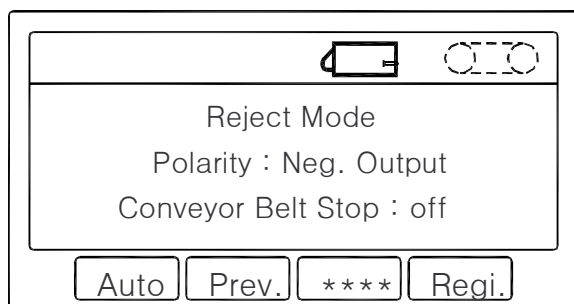 Reject Mode
Polarity : Neg. Output
Conveyor Belt Stop : off
Auto Prev. **** Regi.